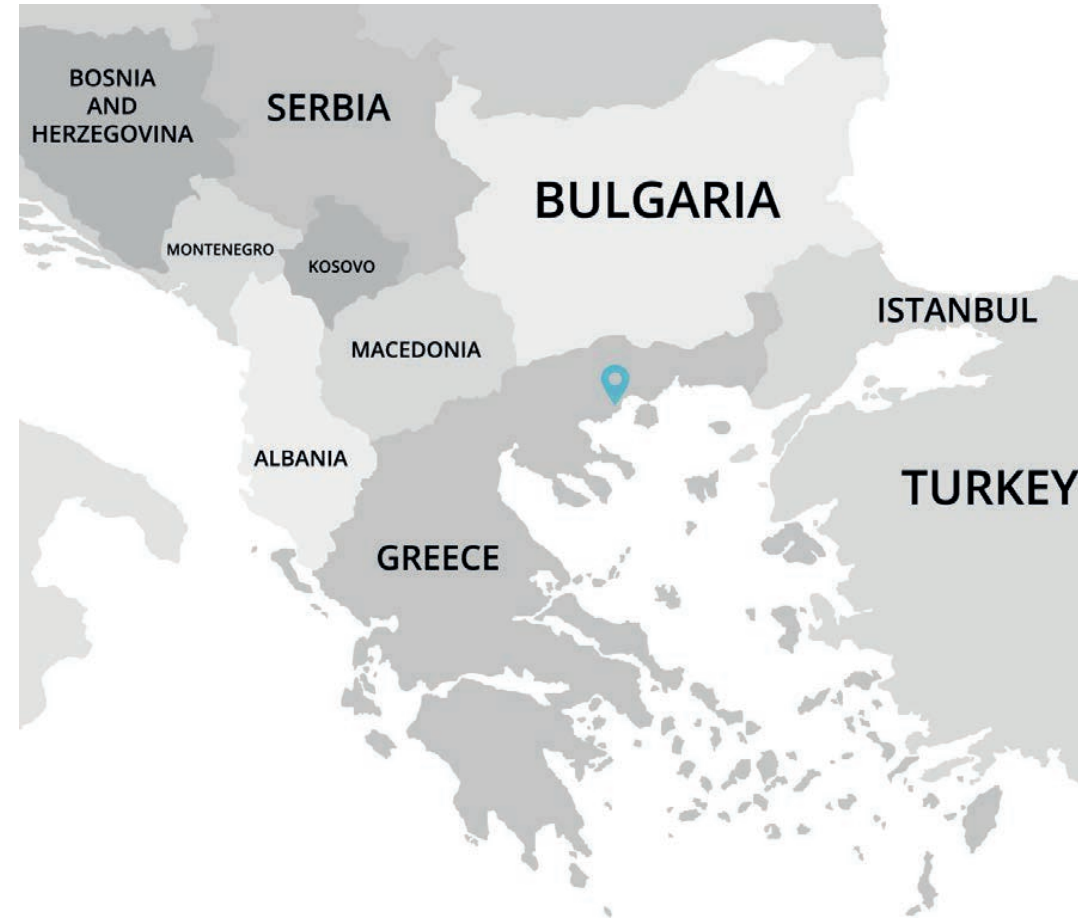 BOSNIA
AND
HERZEGOVINA
SERBIA
BULGARIA
MONTENEGRO
KOSOVO
ISTANBUL
MACEDONIA
ALBANIA
TURKEY
GREECE